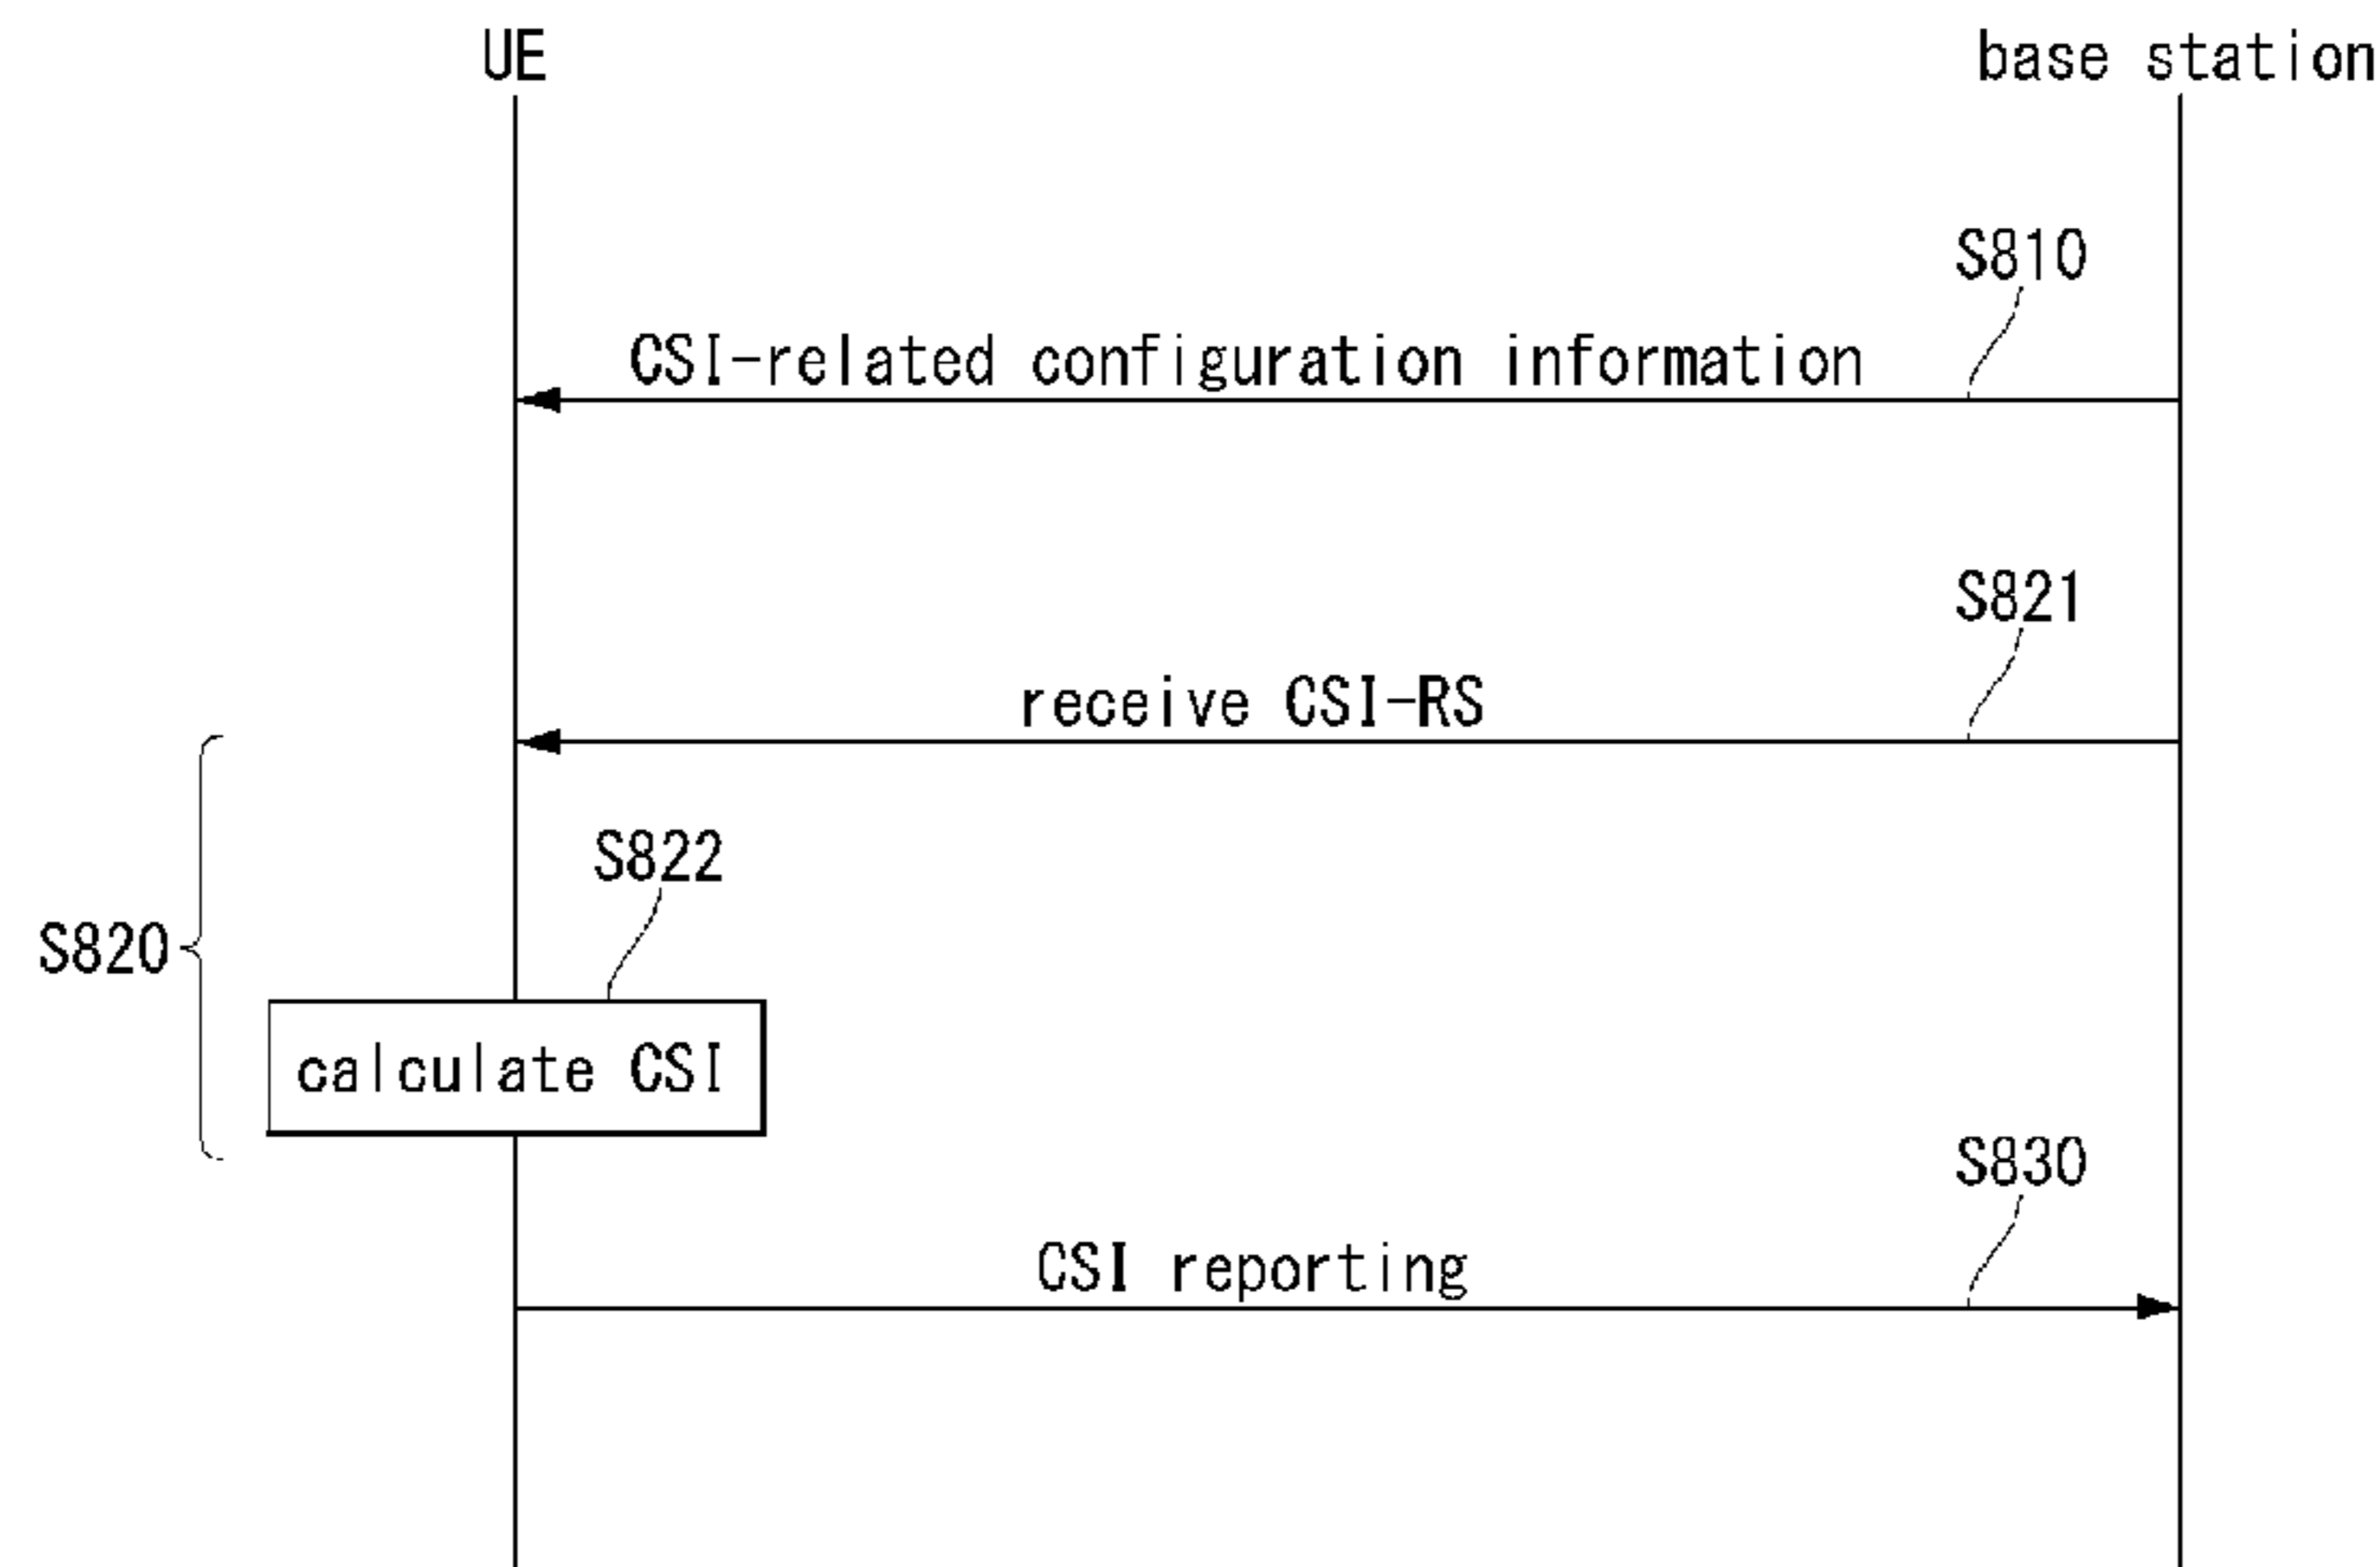 UE
base station
S810
CSI-related configuration information
S821
receive CSI-RS
S822
S820
calculate CSI
S830
CSI reporting